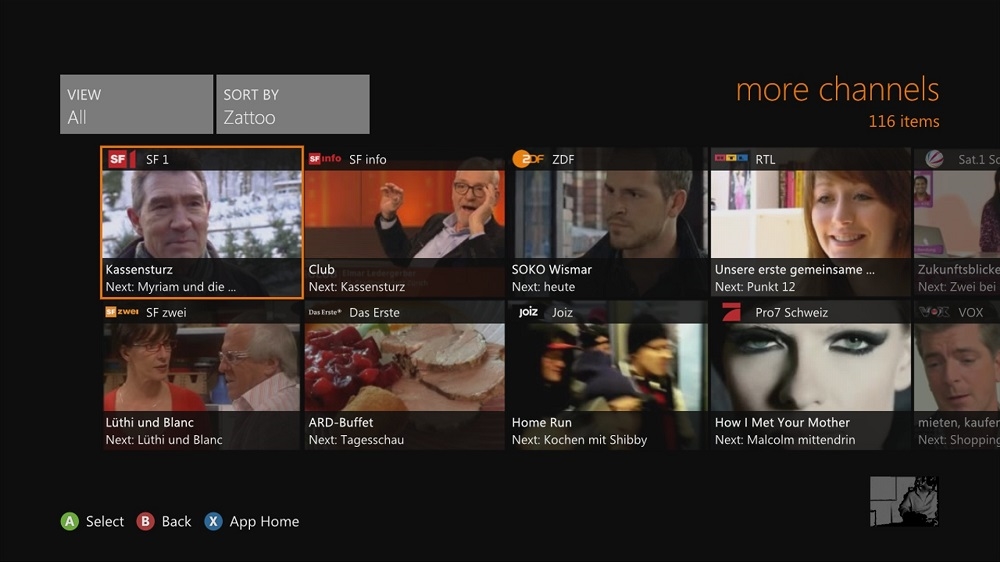 VIEW
All
SORT BY
Zattoo
more channels
116 items
SF 1 SF 1
Kassensturz
Next: Myriam und die ...
SF info SF info
Club
Next: Kassensturz
ZDF ZDF
SOKO Wismar
Next: heute
RTL RTL
Unsere erste gemeinsame ...
Next: Punkt 12
Sat.1 Sc
Zukunftsblicke
Next: Zwei bei
SF zwei SF zwei
Lüthi und Blanc
Next: Lüthi und Blanc
Das Erste Das Erste
ARD-Buffet
Next: Tagesschau
joiz Joiz
Home Run
Next: Kochen mit Shibby
Pro7 Schweiz
How I Met Your Mother
Next: Malcolm mittendrin
VOX VOX
mieten, kaufen
Next: Shopping
A Select B Back X App Home